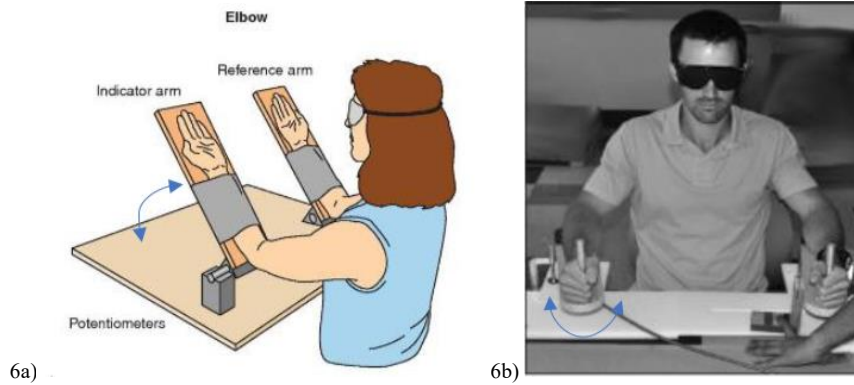 Elbow
Reference arm
Indicator arm
Potentiometers
6a)
6b)